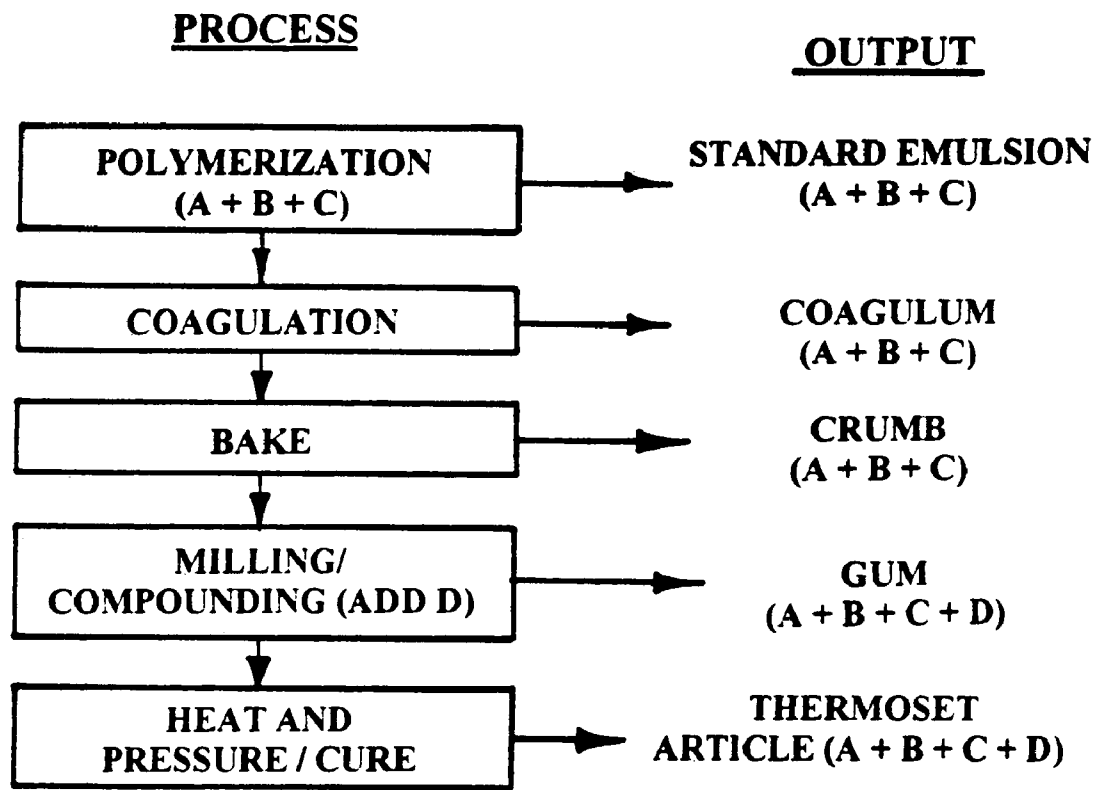 PROCESS
OUTPUT
POLYMERIZATION
(A + B + C)
STANDARD EMULSION
(A + B + C)
COAGULATION
COAGULUM
(A + B + C)
BAKE
CRUMB
(A + B + C)
MILLING/
COMPOUNDING (ADD D)
GUM
(A + B + C + D)
HEAT AND
PRESSURE / CURE
THERMOSET
ARTICLE (A + B + C + D)